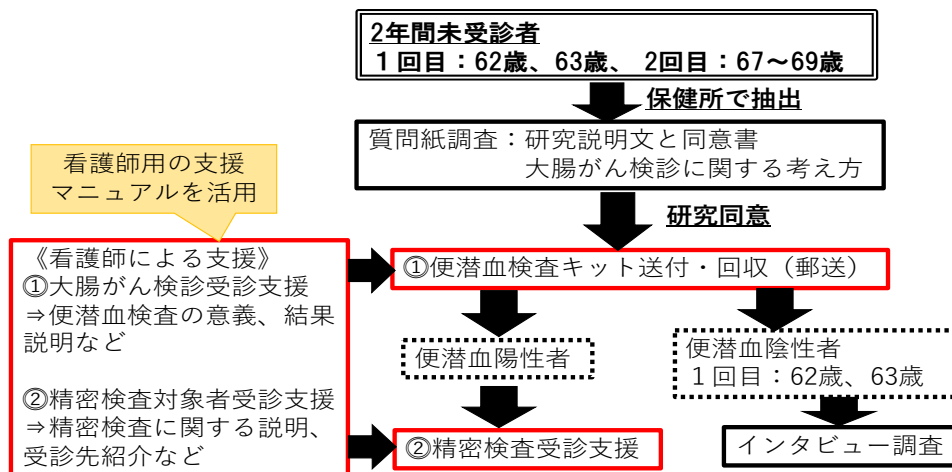 2年間未受診者
１回目：62歳、63歳、 2回目：67～69歳
保健所で抽出
質問紙調査：研究説明文と同意書
大腸がん検診に関する考え方
研究同意
看護師用の支援
マニュアルを活用
《看護師による支援》
①大腸がん検診受診支援
⇒便潜血検査の意義、結果
説明など
②精密検査対象者受診支援
⇒精密検査に関する説明、
受診先紹介など
①便潜血検査キット送付・回収（郵送）
便潜血陽性者
便潜血陰性者
１回目：62歳、63歳
②精密検査受診支援
インタビュー調査